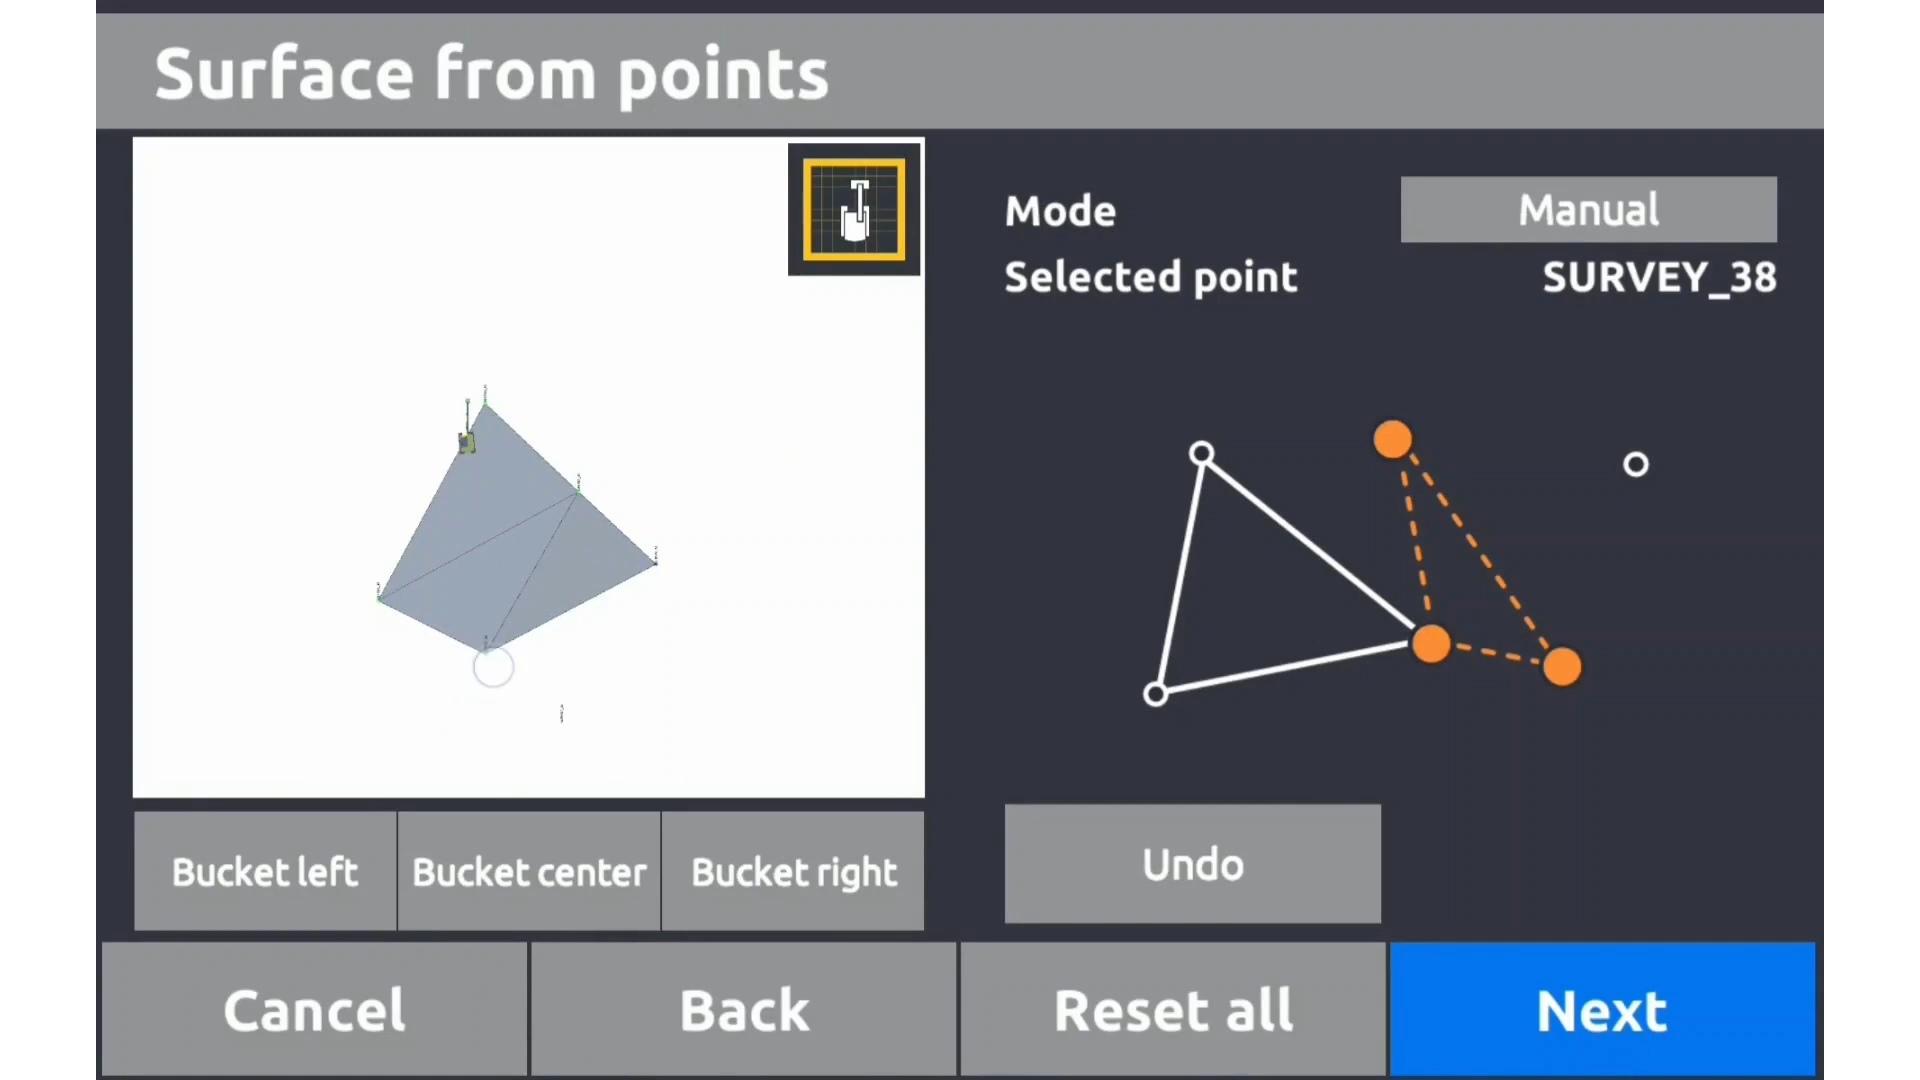 Surface from points
Mode
Manual
Selected point
SURVEY_38
Bucket left
Bucket center
Bucket right
Undo
Cancel
Back
Reset all
Next